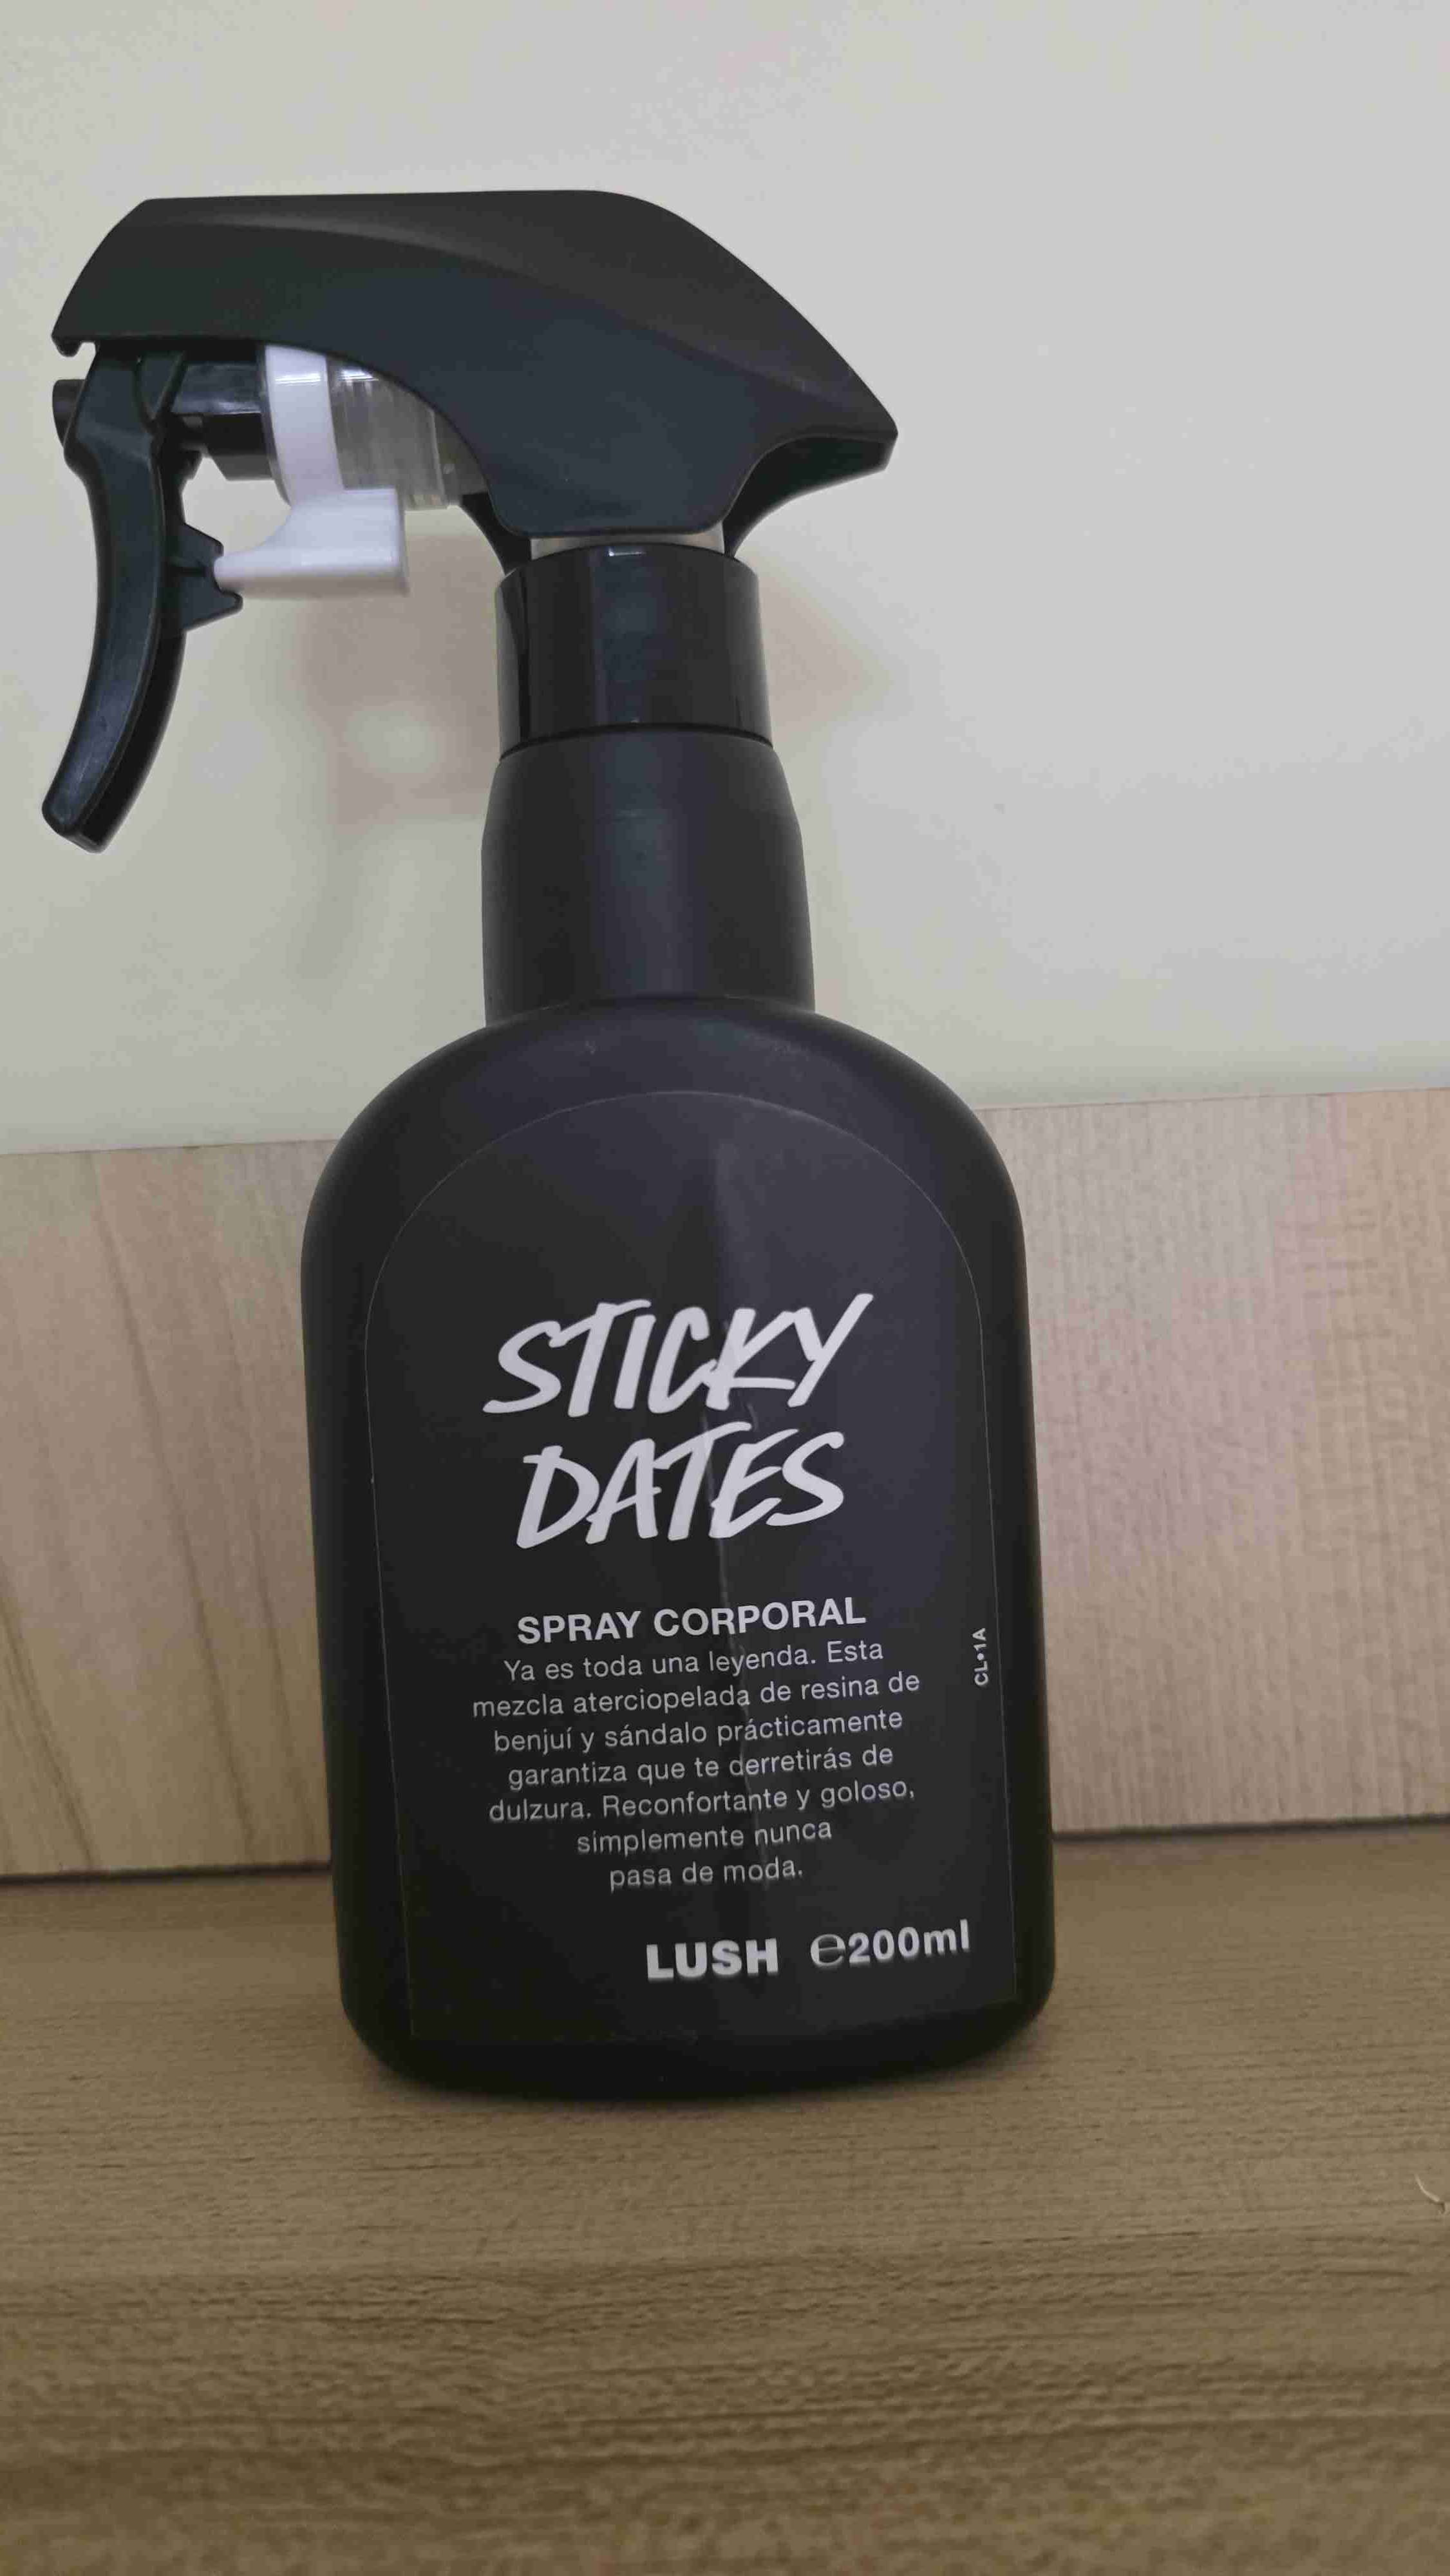 STICKY
DATES
SPRAY CORPORAL
Ya es toda una leyenda. Esta
mezcla aterciopelada de resina de
benjuí y sándalo prácticamente
garantiza que te derretirás de
dulzura. Reconfortante y goloso,
simplemente nunca
pasa de moda.
CL•1A
LUSH ℮200ml